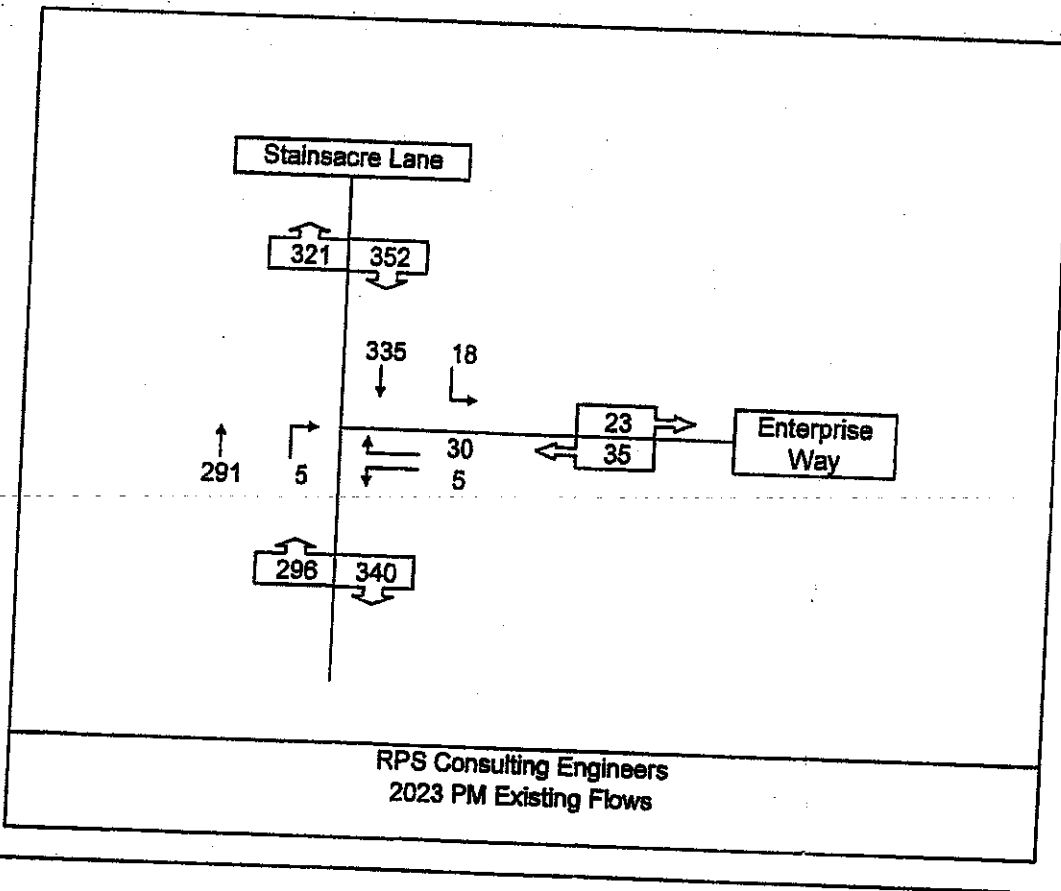 Stainsacre Lane
321 352
335 18
23
Enterprise
Way
30
35
291 5
5
296 340
RPS Consulting Engineers
2023 PM Existing Flows